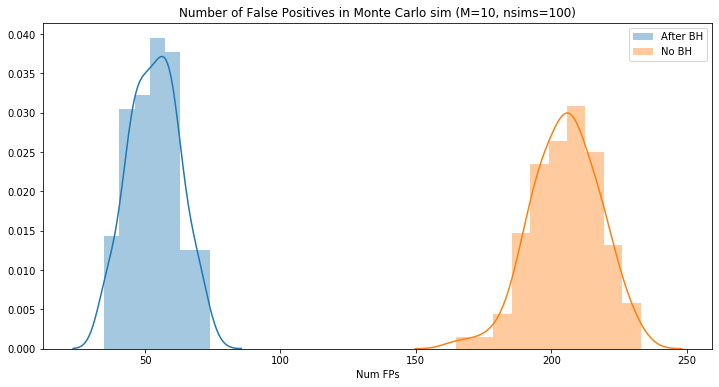 Number of False Positives in Monte Carlo sim (M=10, nsims=100)
After BH
No BH
0.040
0.035
0.030
0.025
0.020
0.015
0.010
0.005
0.000
50 100 150 200 250
Num FPs